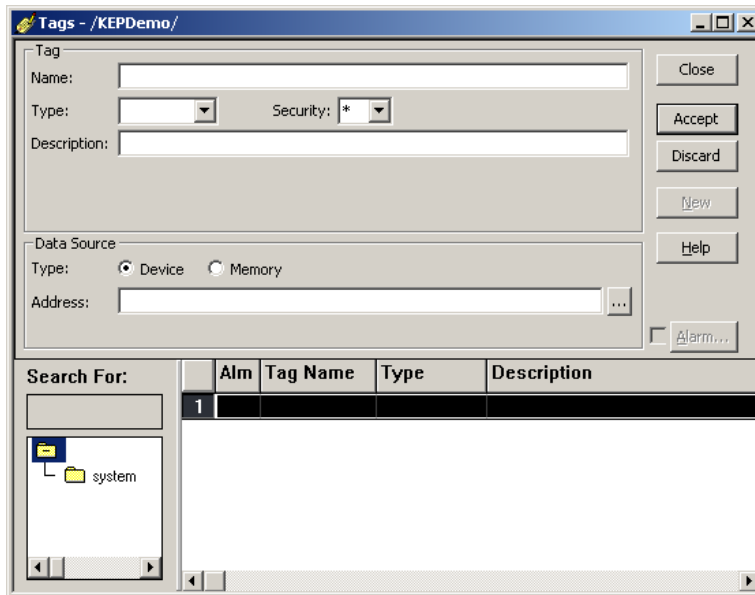 Tags - /KEPDemo/
Tag
Name:
Close
Type:
Security: *
Accept
Description:
Discard
New
Data Source
Help
Type: Device Memory
Address: ...
Alarm...
Search For:
Alm Tag Name Type Description
1
system